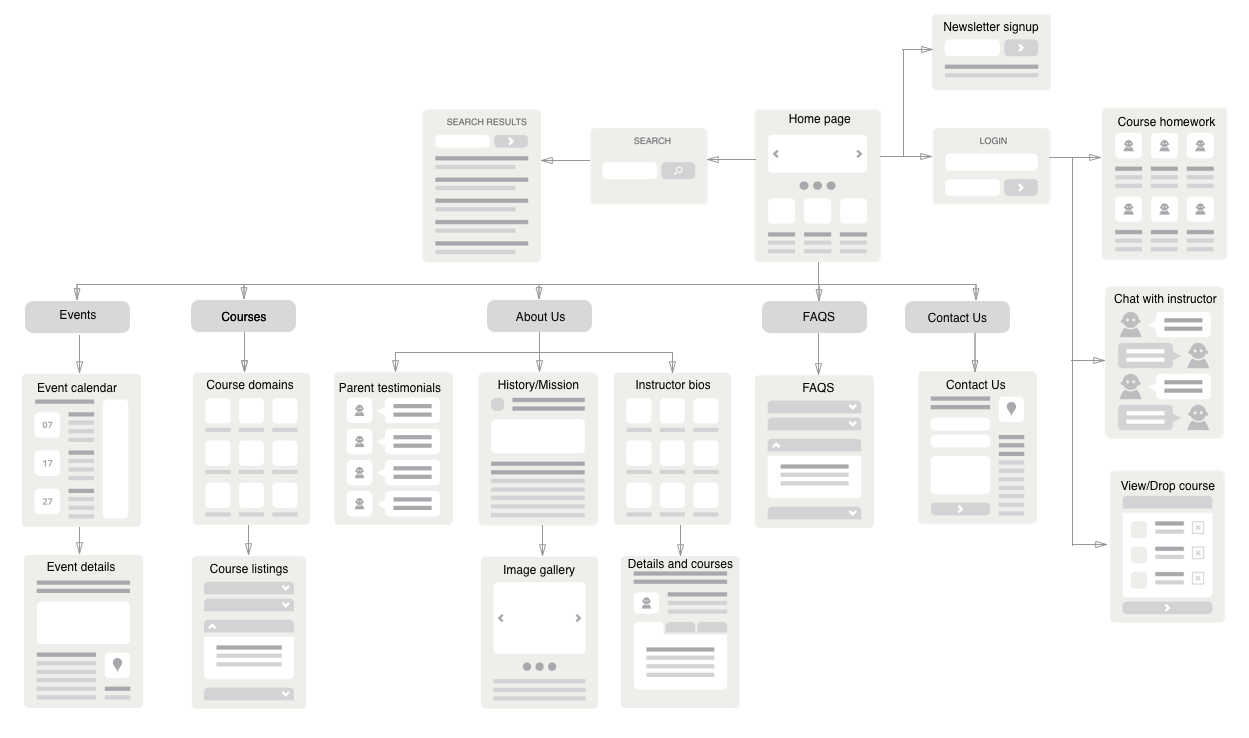 Newsletter signup
SEARCH RESULTS
SEARCH
Home page
LOGIN
Course homework
Events
Courses
About Us
FAQS
Contact Us
Chat with instructor
Event calendar
07
17
27
Course domains
Parent testimonials
History/Mission
Instructor bios
FAQS
Contact Us
View/Drop course
Event details
Course listings
Image gallery
Details and courses